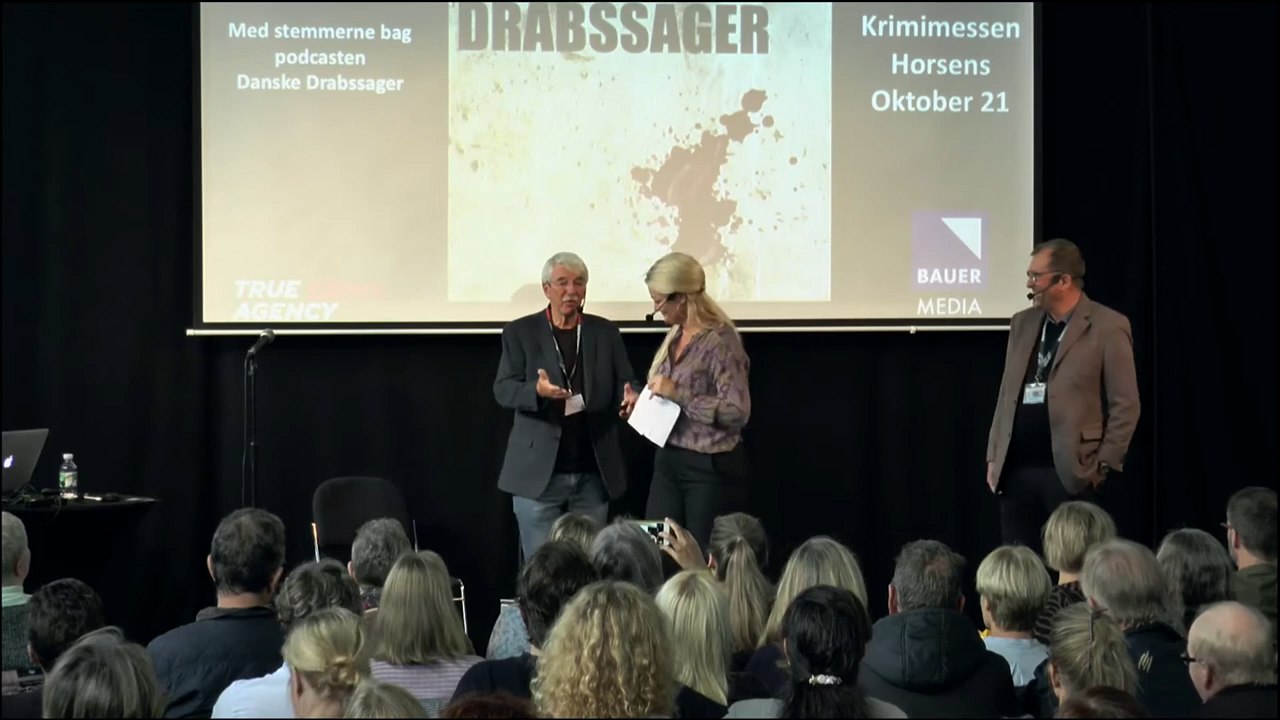 Med stemmerne bag
podcasten
Danske Drabssager
DRABSSAGER
Krimimessen
Horsens
Oktober 21
TRUE
AGENCY
BAUER
MEDIA